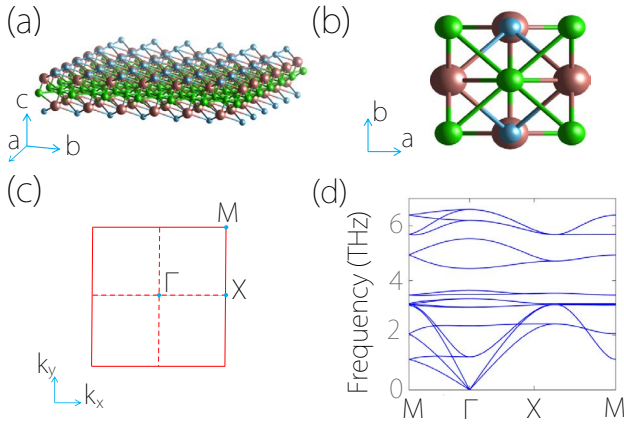 (a)
c
a
b
(b)
b
a
(c)
M
Γ
X
k_y
k_x
(d)
Frequency (THz)
6
4
2
0
M Γ X M